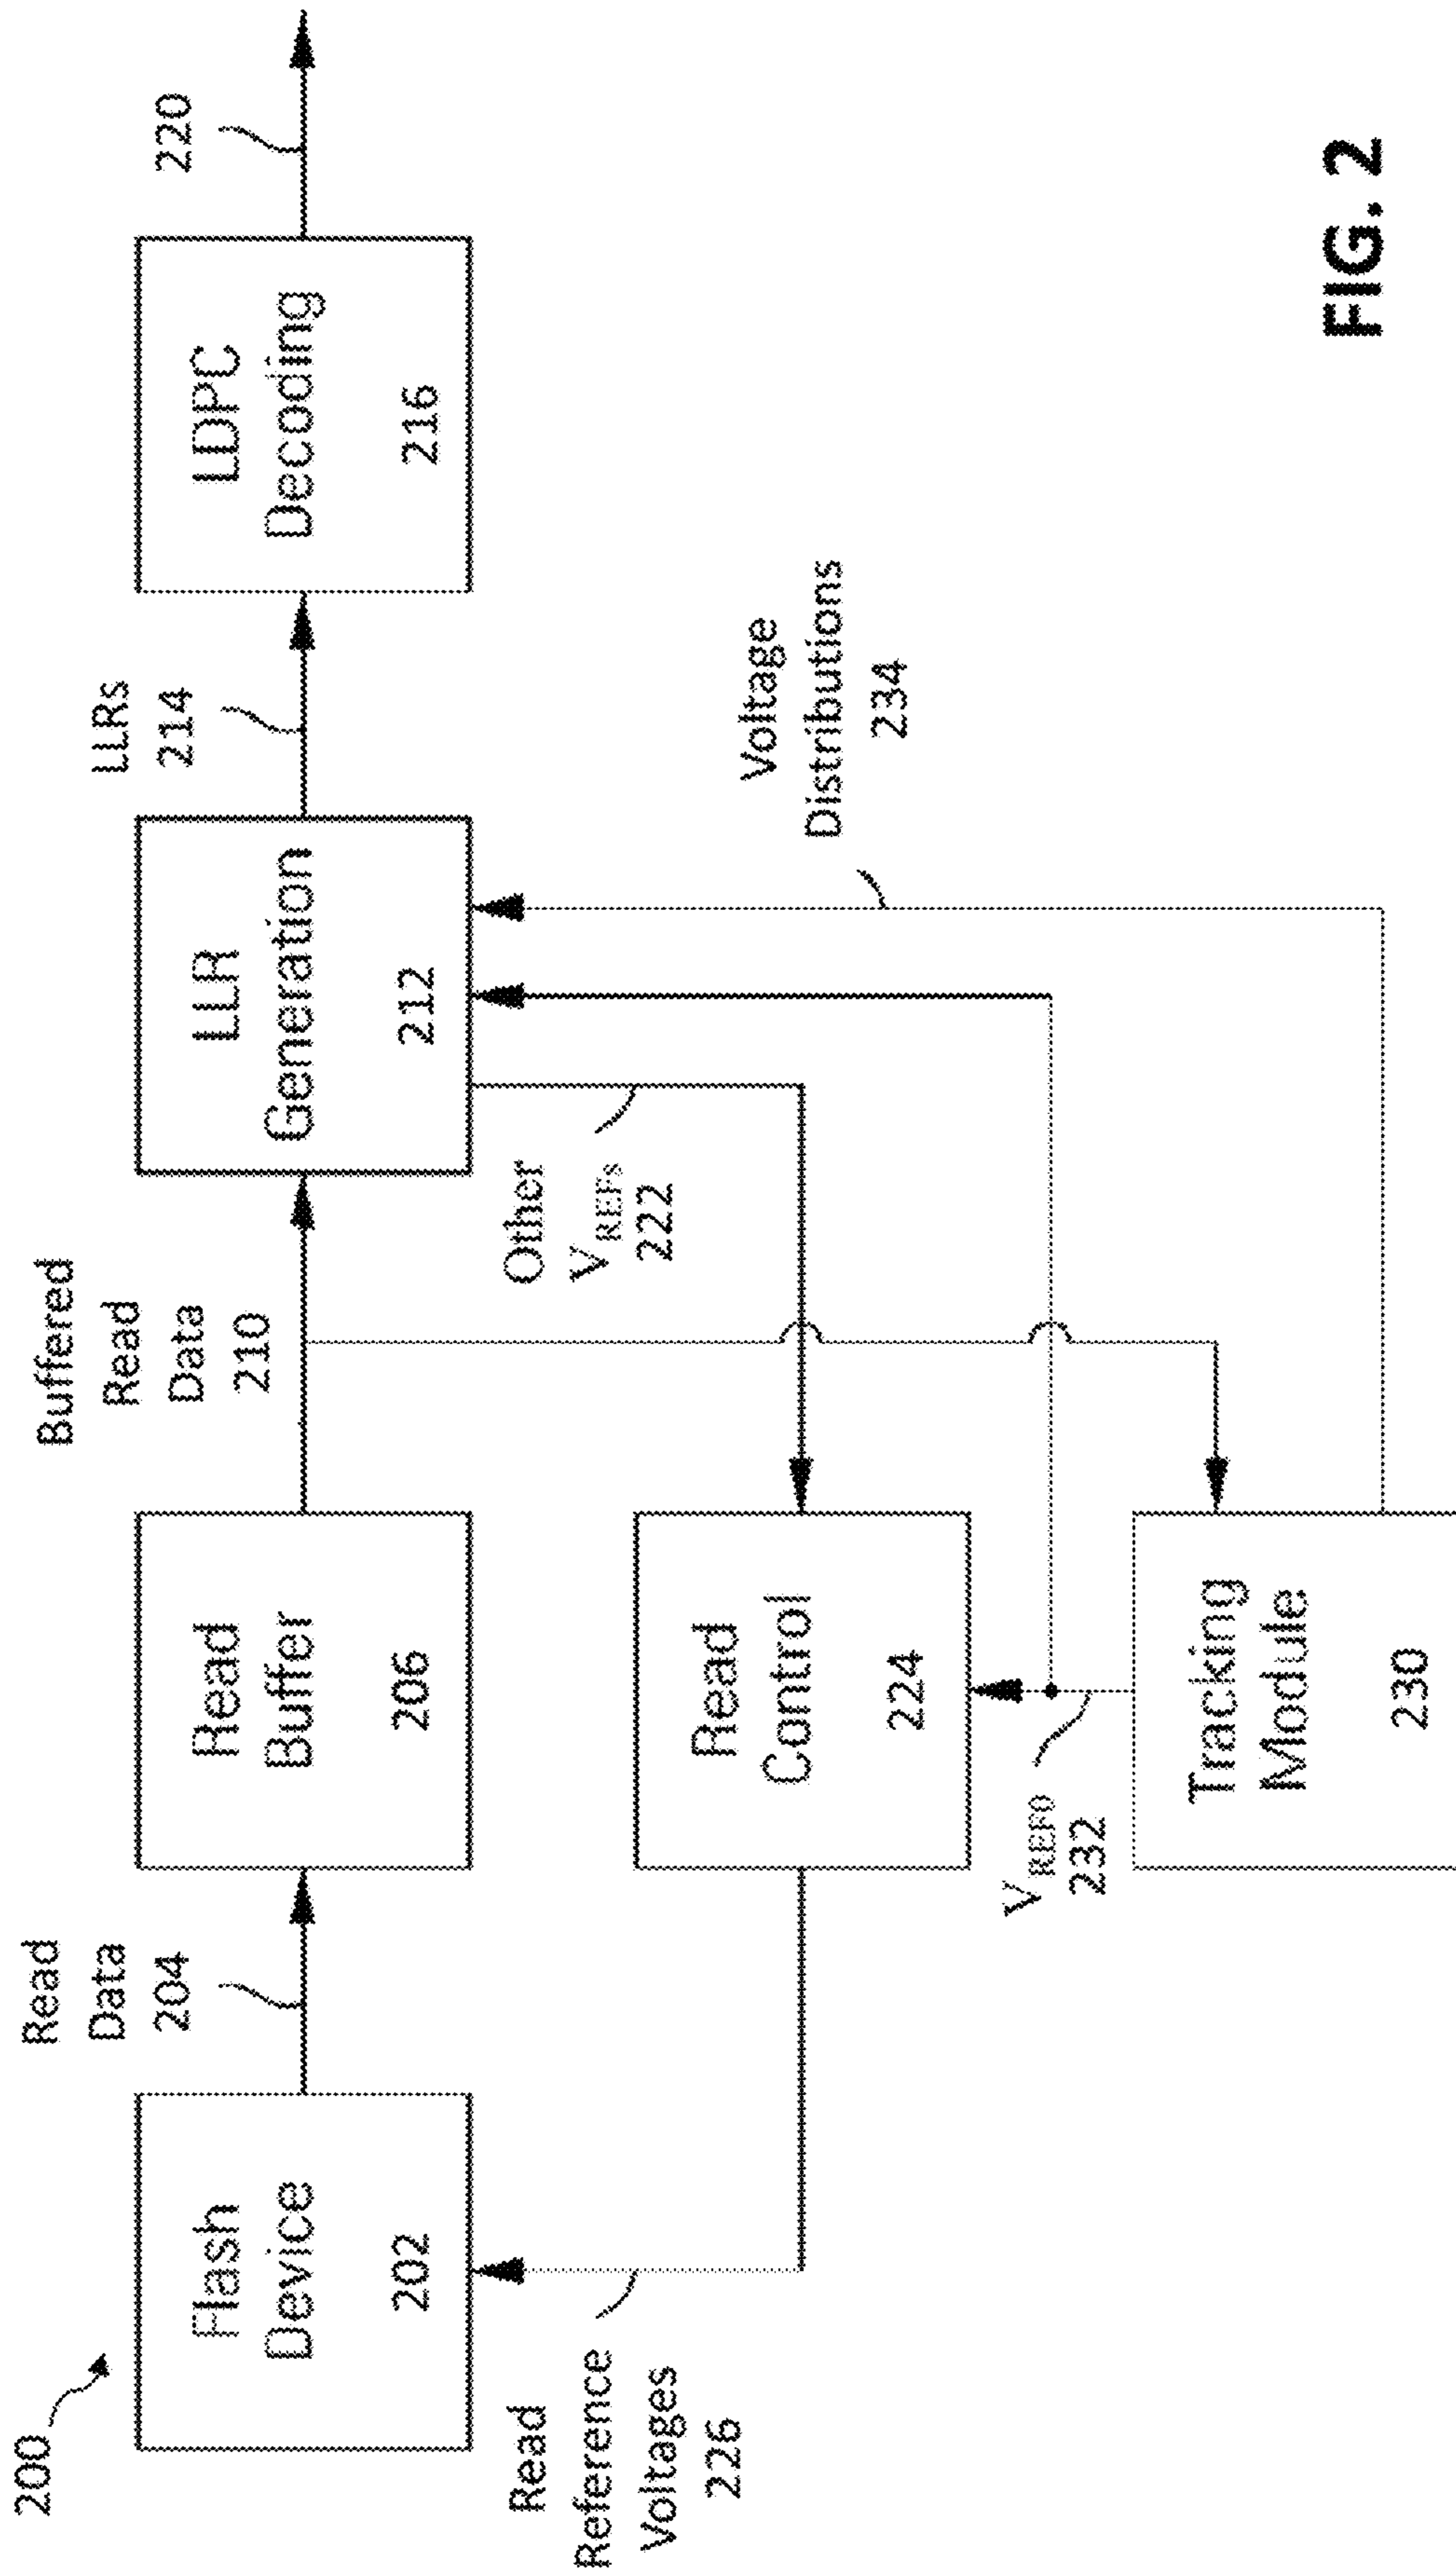 200
Read
Data
204
Buffered
Read
Data
210
LLRs
214
220
Flash
Device
202
Read
Buffer
206
LLR
Generation
212
LDPC
Decoding
216
Read
Reference
Voltages
226
Other
VREFs
222
Read
Control
224
Voltage
Distributions
234
VREF0
232
Tracking
Module
230
FIG. 2